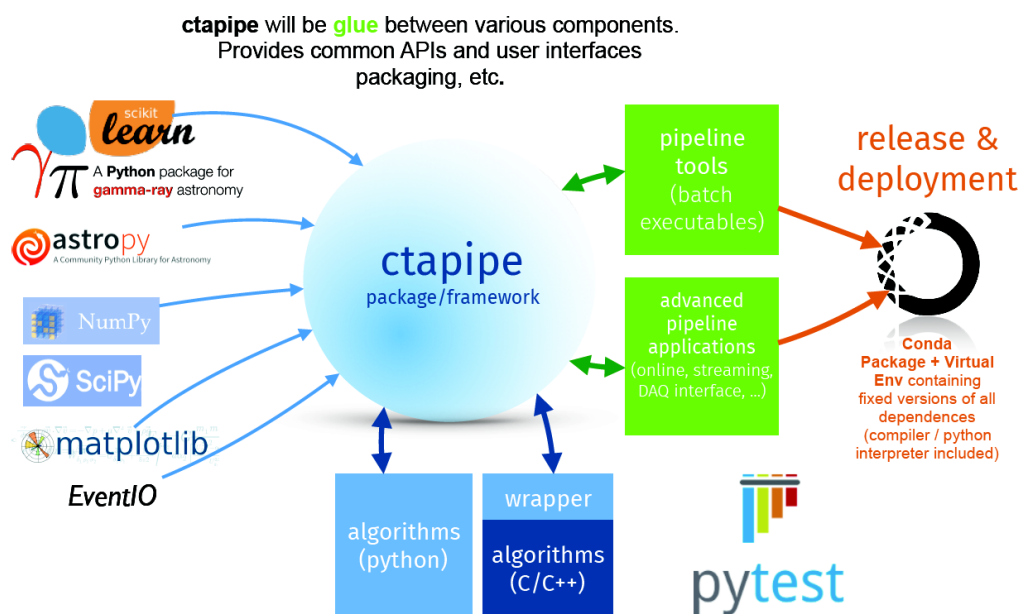 ctapipe will be glue between various components.
Provides common APIs and user interfaces
packaging, etc.
scikit
learn
γπ
A Python package for
gamma-ray astronomy
astropy
A Community Python Library for Astronomy
NumPy
SciPy
matplotlib
EventIO
ctapipe
package/framework
pipeline
tools
(batch
executables)
advanced
pipeline
applications
(online, streaming,
DAQ interface, ...)
release &
deployment
Conda
Package + Virtual
Env containing
fixed versions of all
dependences
(compiler / python
interpreter included)
algorithms
(python)
wrapper
algorithms
(C/C++)
pytest